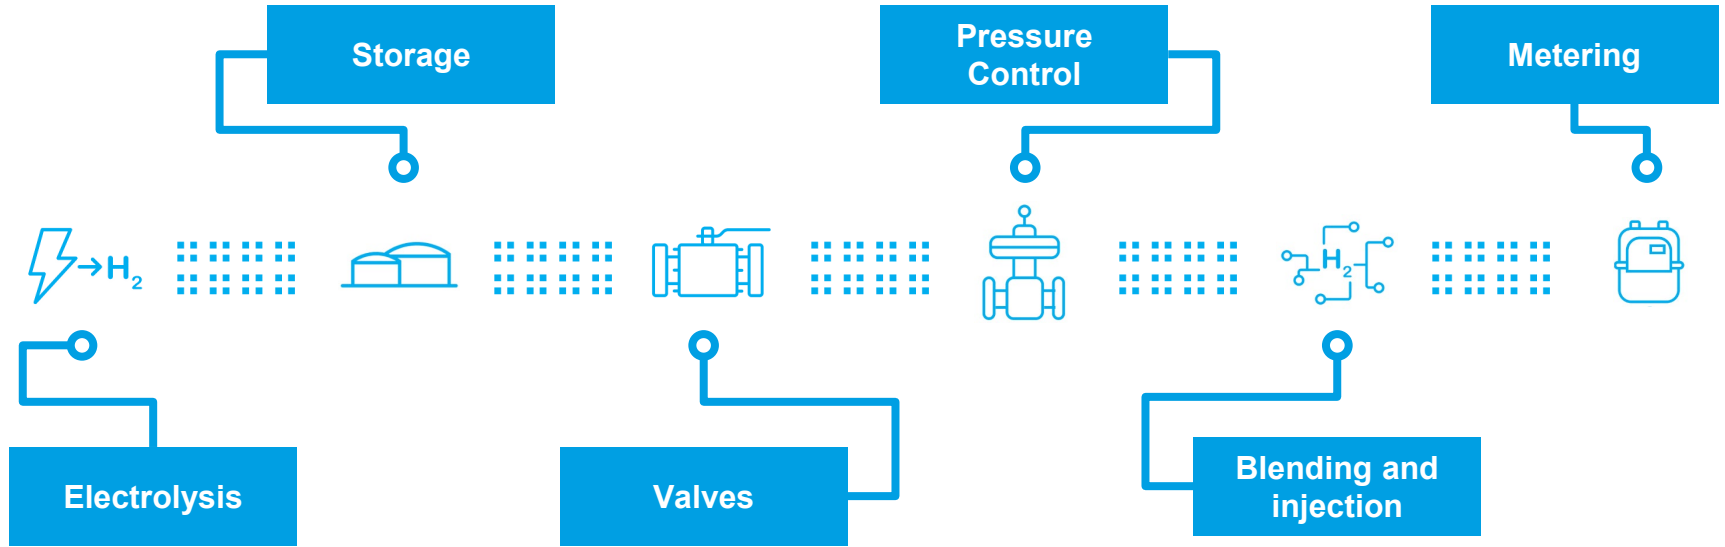 Storage
Pressure
Control
Metering
H2
H2
Electrolysis
Valves
Blending and
injection